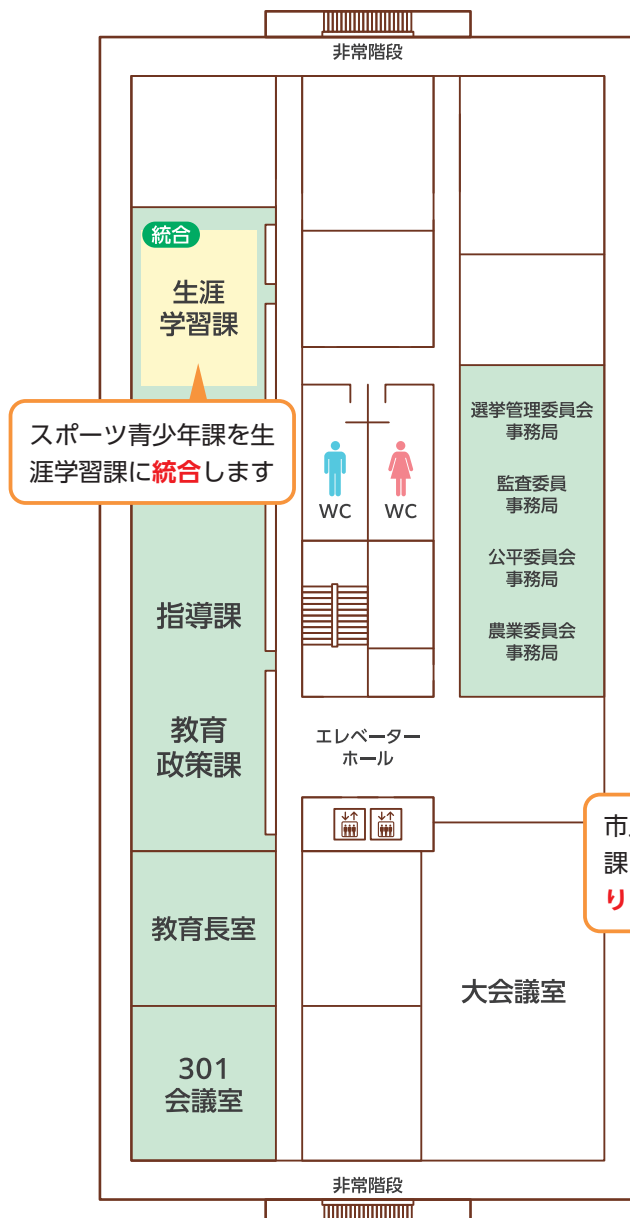 非常階段
統合
生涯
学習課
スポーツ青少年課を生
涯学習課に統合します
指導課
教育
政策課
教育長室
301
会議室
WC
WC
エレベーター
ホール
選挙管理委員会
事務局
監査委員
事務局
公平委員会
事務局
農業委員会
事務局
市
課
り
大会議室
非常階段